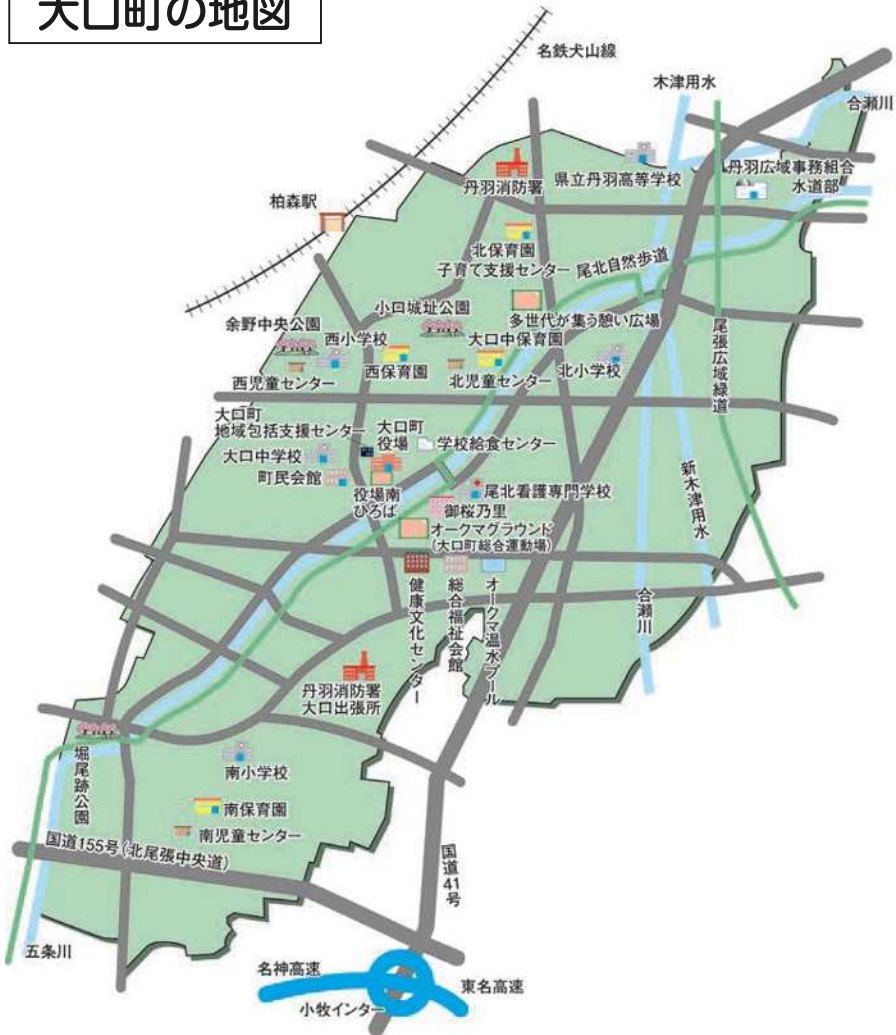 大口町の地図
名鉄犬山線
木津用水
合瀬川
丹羽消防署
県立丹羽高等学校
丹羽広域事務組合
水道部
柏森駅
北保育園
子育て支援センター
尾北自然歩道
小口城址公園
多世代が集う憩い広場
余野中央公園
西小学校
大口中保育園
尾張広域緑道
西児童センター
西保育園
北児童センター
北小学校
大口町
地域包括支援センター
大口町
役場
学校給食センター
大口中学校
町民会館
役場南
ひろば
尾北看護専門学校
御桜乃里
新木津用水
オークマグラウンド
(大口町総合運動場)
健康文化センター
総合福祉会館
オークマ温水プール
合瀬川
丹羽消防署
大口出張所
堀尾跡公園
南小学校
南保育園
南児童センター
国道155号(北尾張中央道)
国道41号
五条川
名神高速
東名高速
小牧インター